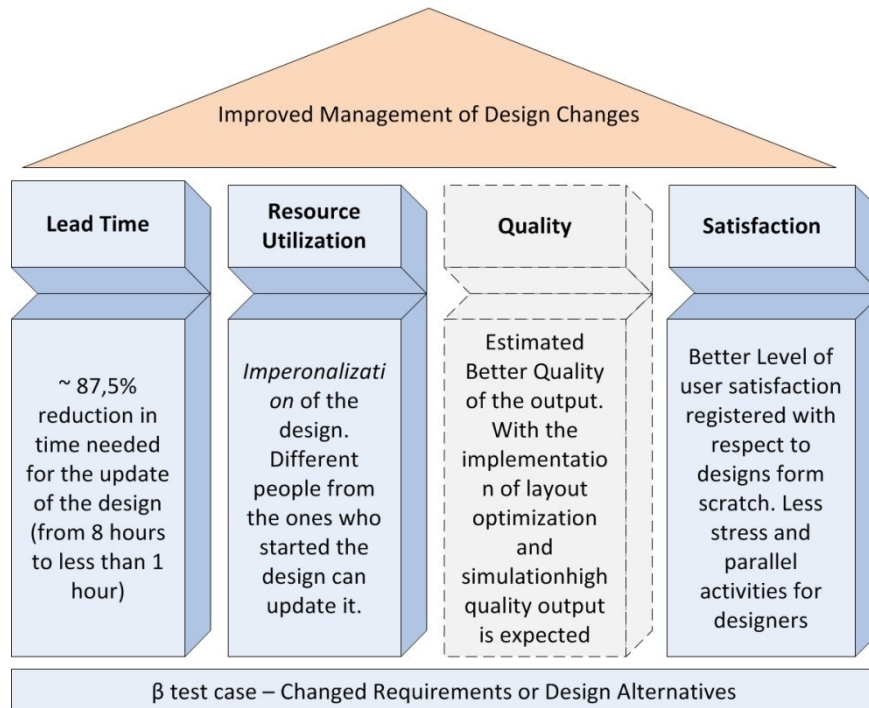 Improved Management of Design Changes
Lead Time
Resource
Utilization
Quality
Satisfaction
~ 87,5%
reduction in
time needed
for the update
of the design
(from 8 hours
to less than 1
hour)
Imperonalizati
on of the
design.
Different
people from
the ones who
started the
design can
update it.
Estimated
Better Quality
of the output.
With the
implementatio
n of layout
optimization
and
simulationhigh
quality output
is expected
Better Level of
user satisfaction
registered with
respect to
designs form
scratch. Less
stress and
parallel
activities for
designers
β test case – Changed Requirements or Design Alternatives